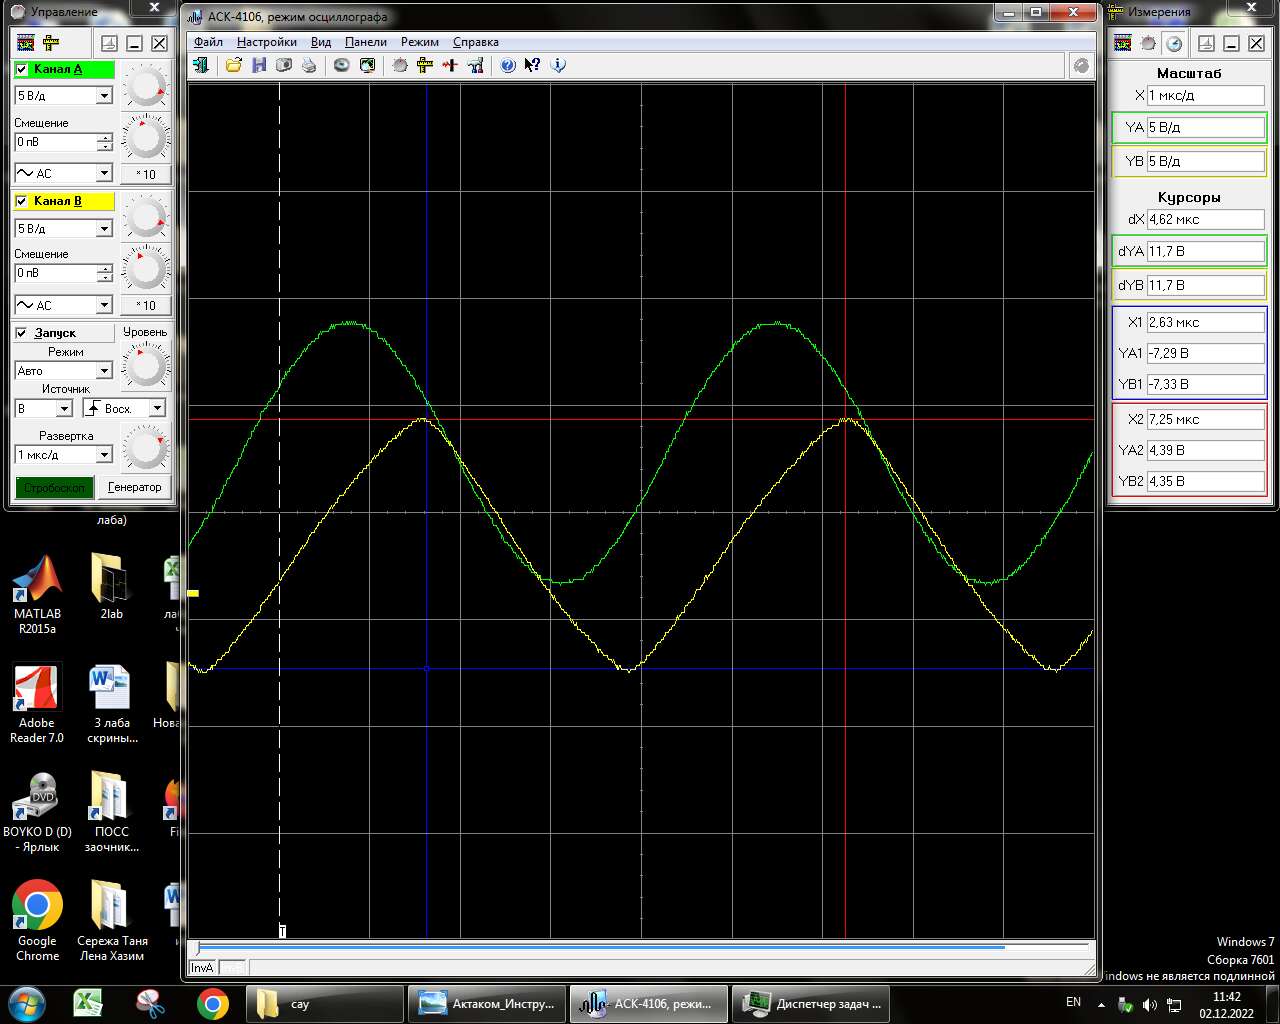 Управление
Канал A
5 В/д
Смещение
0 пВ
AC
*10
Канал B
5 В/д
Смещение
0 пВ
AC
*10
Запуск
Уровень
Режим
Авто
Источник
B
Восх.
Развертка
1 мкс/д
Стробоскоп
Генератор
АСК-4106, режим осциллографа
Файл Настройки Вид Панели Режим Справка
T
InvA
Измерения
Масштаб
X 1 мкс/д
YA 5 В/д
YB 5 В/д
Курсоры
dX 4,62 мкс
dYA 11,7 В
dYB 11,7 В
X1 2,63 мкс
YA1 -7,29 В
YB1 -7,33 В
X2 7,25 мкс
YA2 4,39 В
YB2 4,35 В
лаба)
MATLAB
R2015a
2lab
Adobe
Reader 7.0
3 лаба
скрины...
Нова
DVD
BOYKO D (D)
- Ярлык
ПОСС
заочник...
Fi
Google
Chrome
Сережа Таня
Лена Хазим
Windows 7
Сборка 7601
indows не является подлинной
сау
Актаком_Инстру...
АСК-4106, режи...
Диспетчер задач ...
EN
11:42
02.12.2022